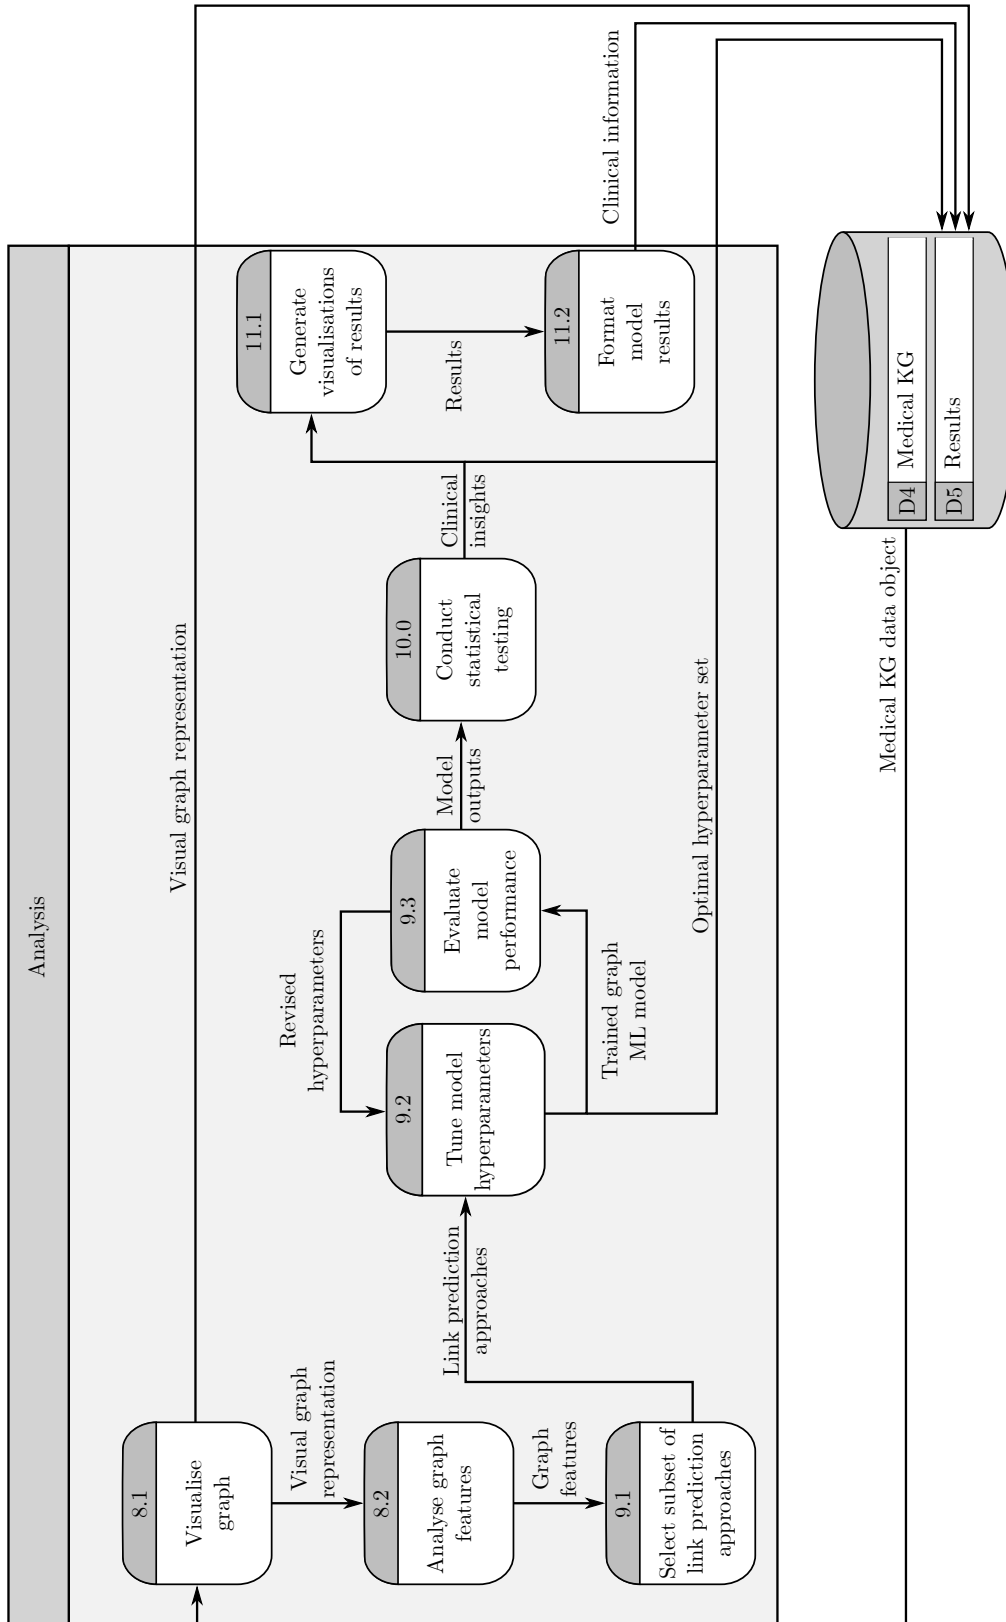 Analysis
8.1
Visualise
graph
Visual graph
representation
8.2
Analyse graph
features
Graph
features
9.1
Select subset of
link prediction
approaches
Link prediction
approaches
9.2
Tune model
hyperparameters
Revised
hyperparameters
Trained graph
ML model
9.3
Evaluate
model
performance
Model
outputs
10.0
Conduct
statistical
testing
Clinical
insights
11.1
Generate
visualisations
of results
Results
11.2
Format
model
results
Visual graph representation
Optimal hyperparameter set
Clinical information
Medical KG data object
D4
Medical KG
D5
Results